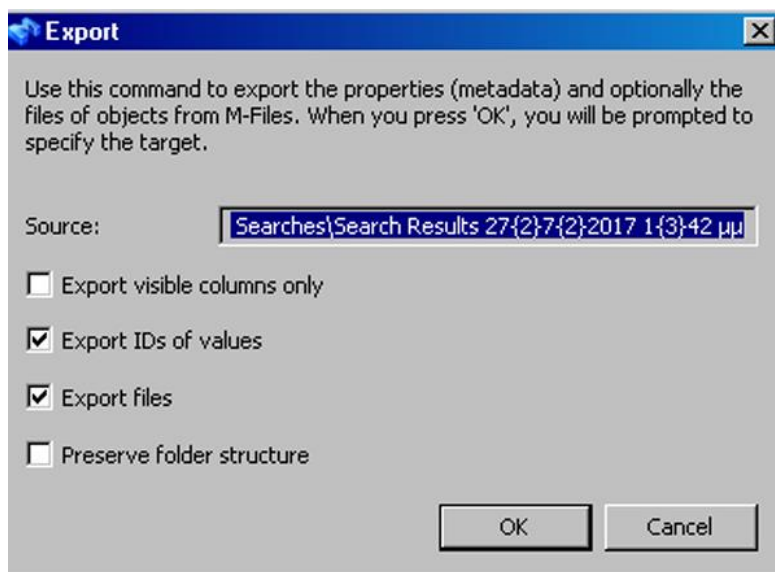 Export
Use this command to export the properties (metadata) and optionally the
files of objects from M-Files. When you press 'OK', you will be prompted to
specify the target.
Source: Searches\Search Results 27{2}7{2}2017 1{3}42 μμ
Export visible columns only
Export IDs of values
Export files
Preserve folder structure
OK Cancel